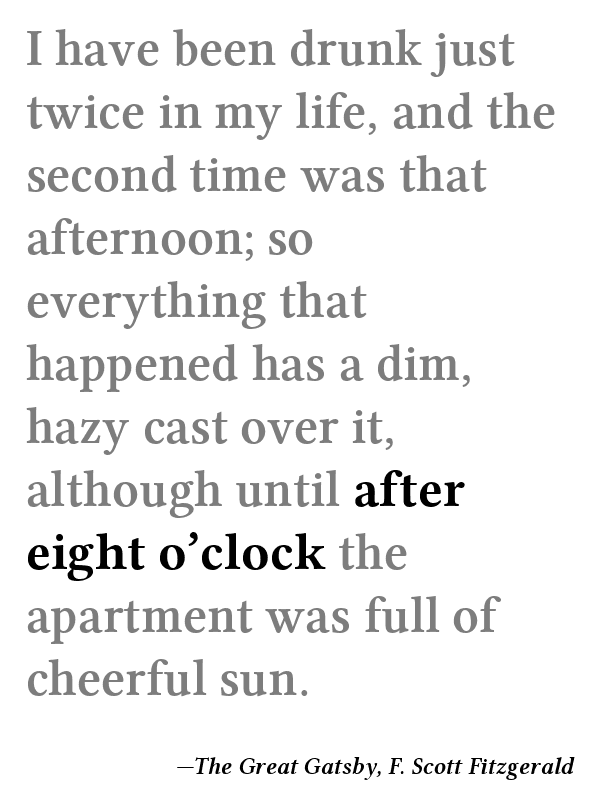 I have been drunk just
twice in my life, and the
second time was that
afternoon; so
everything that
happened has a dim,
hazy cast over it,
although until after
eight o’clock the
apartment was full of
cheerful sun.
—The Great Gatsby, F. Scott Fitzgerald